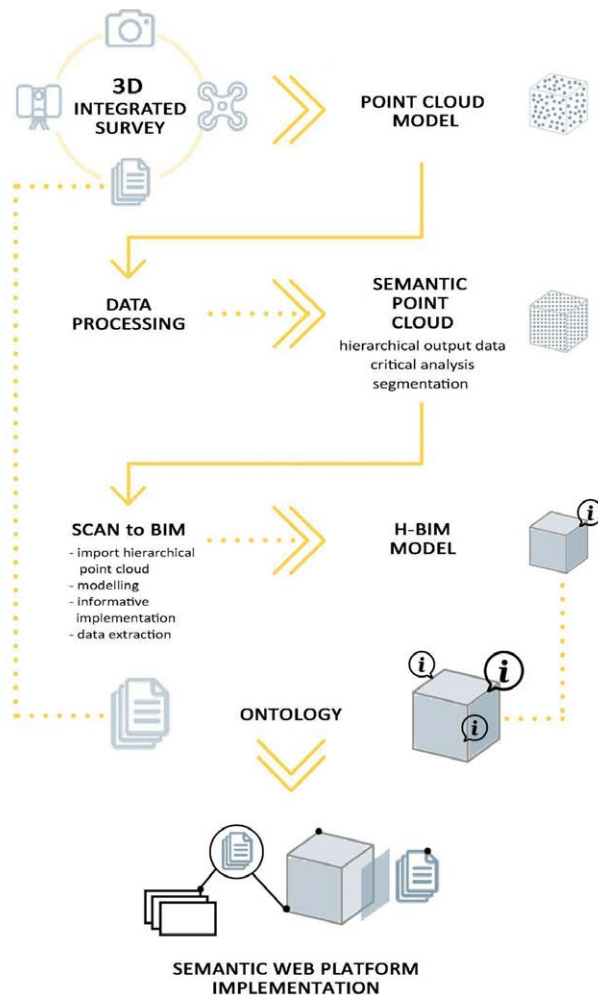 3D
INTEGRATED
SURVEY
POINT CLOUD
MODEL
DATA
PROCESSING
SEMANTIC
POINT
CLOUD
hierarchical output data
critical analysis
segmentation
SCAN to BIM
- import hierarchical
point cloud
- modelling
- informative
implementation
- data extraction
H-BIM
MODEL
i
i
i
i
ONTOLOGY
SEMANTIC WEB PLATFORM
IMPLEMENTATION